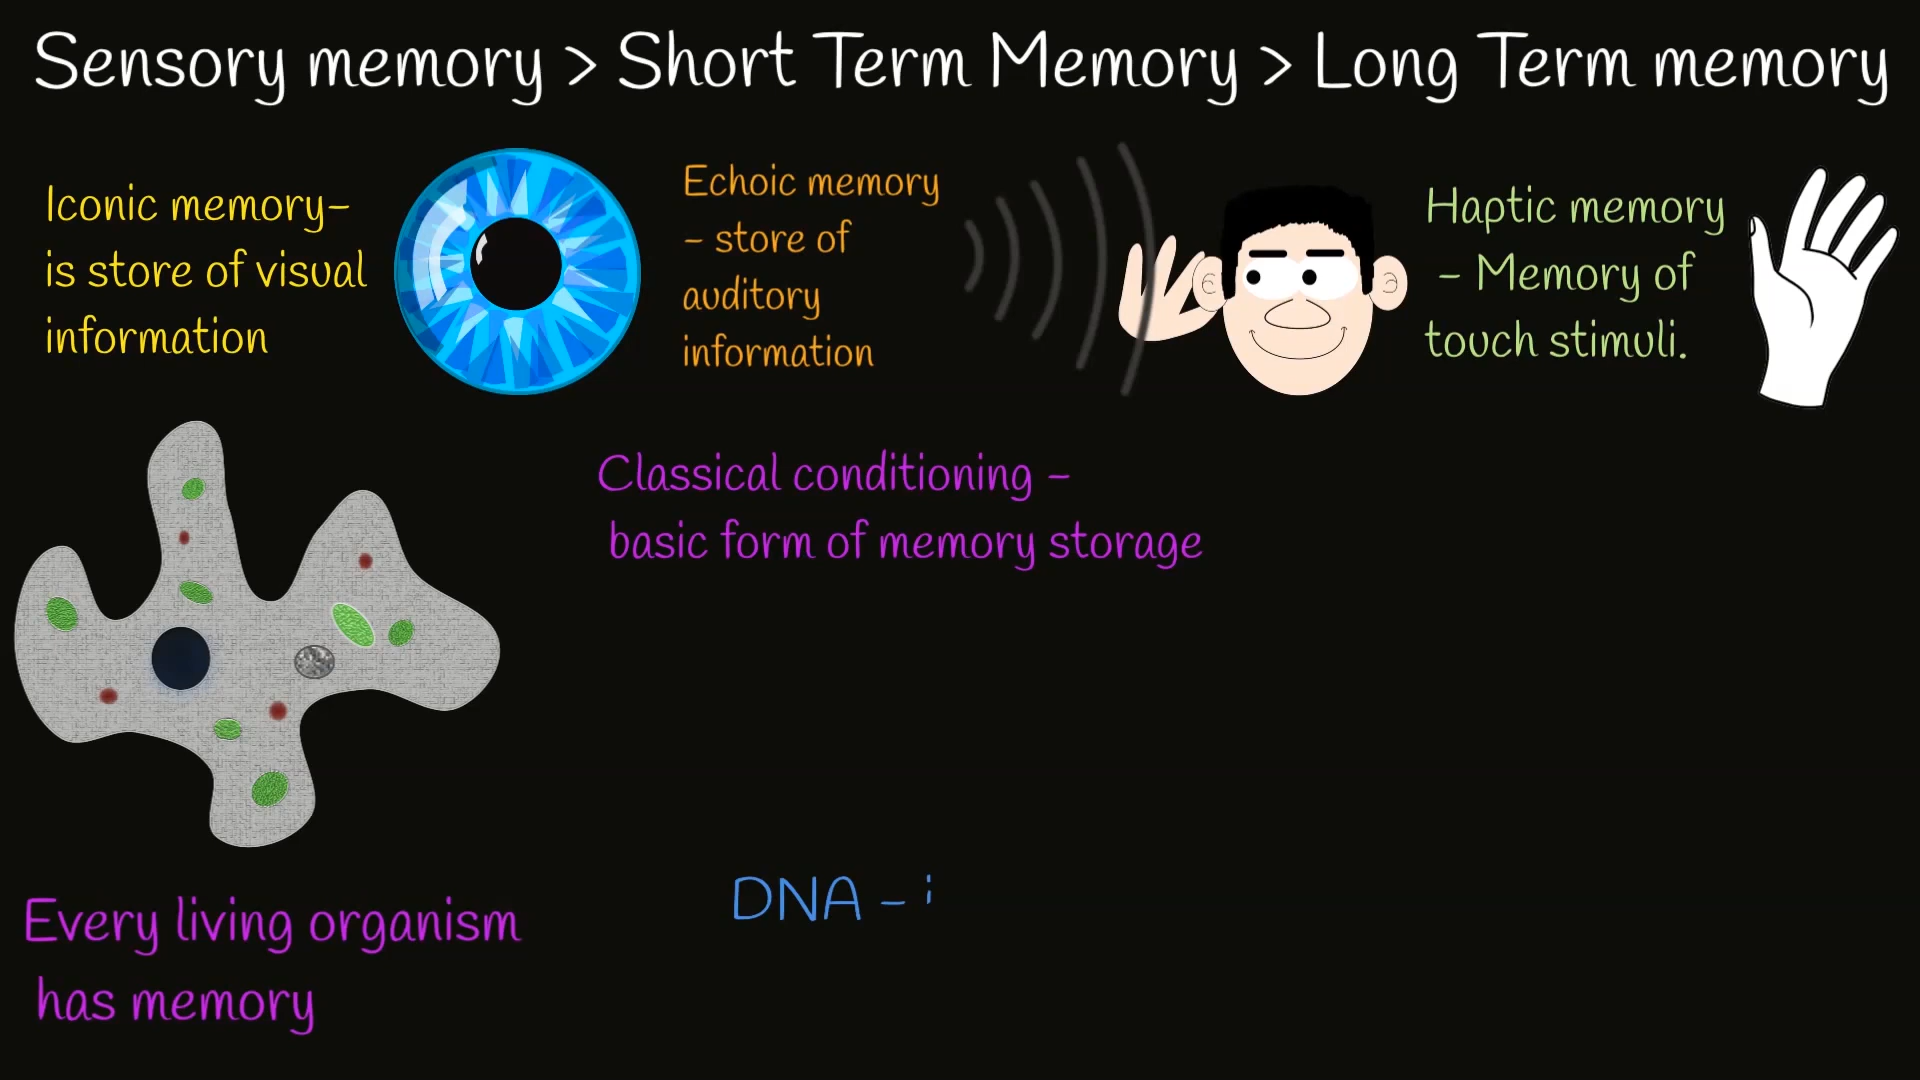 Sensory memory > Short Term Memory > Long Term memory
Iconic memory-
is store of visual
information
Echoic memory
- store of
auditory
information
Haptic memory
- Memory of
touch stimuli.
Classical conditioning -
basic form of memory storage
Every living organism
has memory
DNA - i